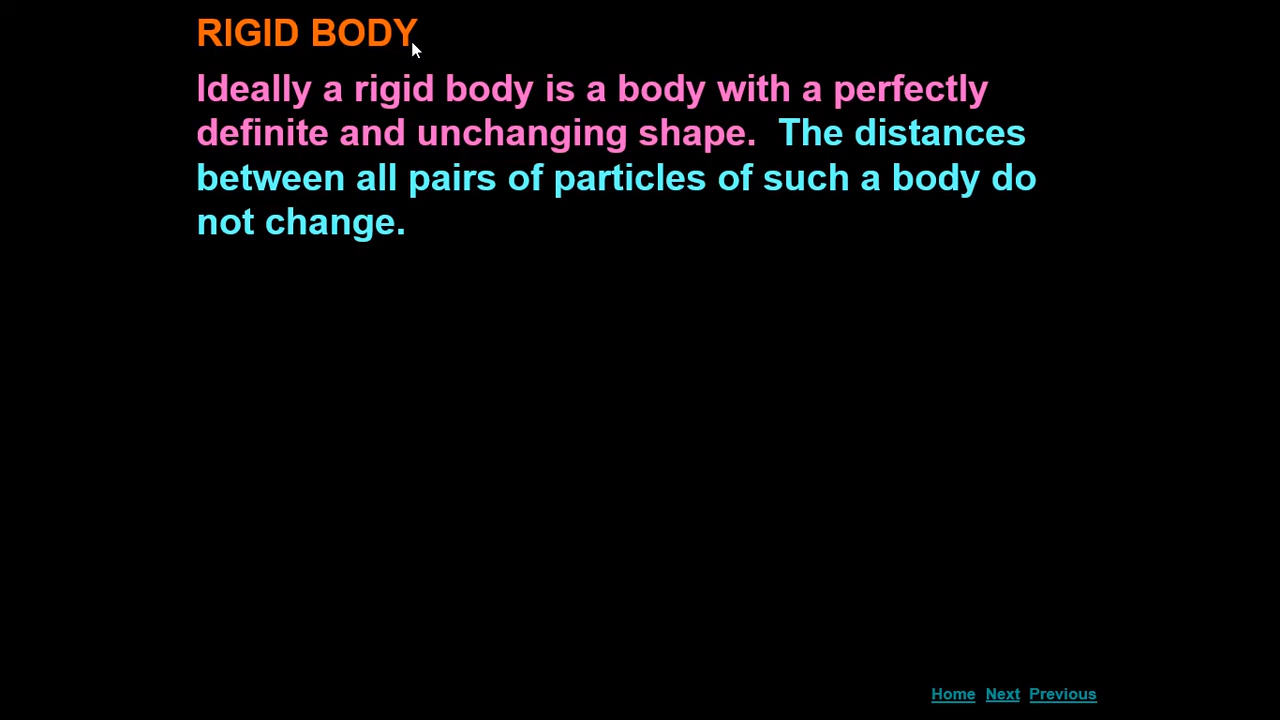 RIGID BODY
Ideally a rigid body is a body with a perfectly
definite and unchanging shape.  The distances
between all pairs of particles of such a body do
not change.
Home Next Previous